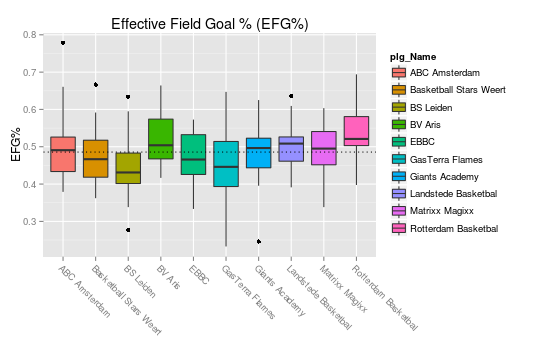 Effective Field Goal % (EFG%)
EFG%
0.8
0.7
0.6
0.5
0.4
0.3
ABC Amsterdam
Basketball Stars Weert
BS Leiden
BV Aris
EBBC
GasTerra Flames
Giants Academy
Landstede Basketbal
Matrixx Magixx
Rotterdam Basketbal
plg_Name
ABC Amsterdam
Basketball Stars Weert
BS Leiden
BV Aris
EBBC
GasTerra Flames
Giants Academy
Landstede Basketbal
Matrixx Magixx
Rotterdam Basketbal